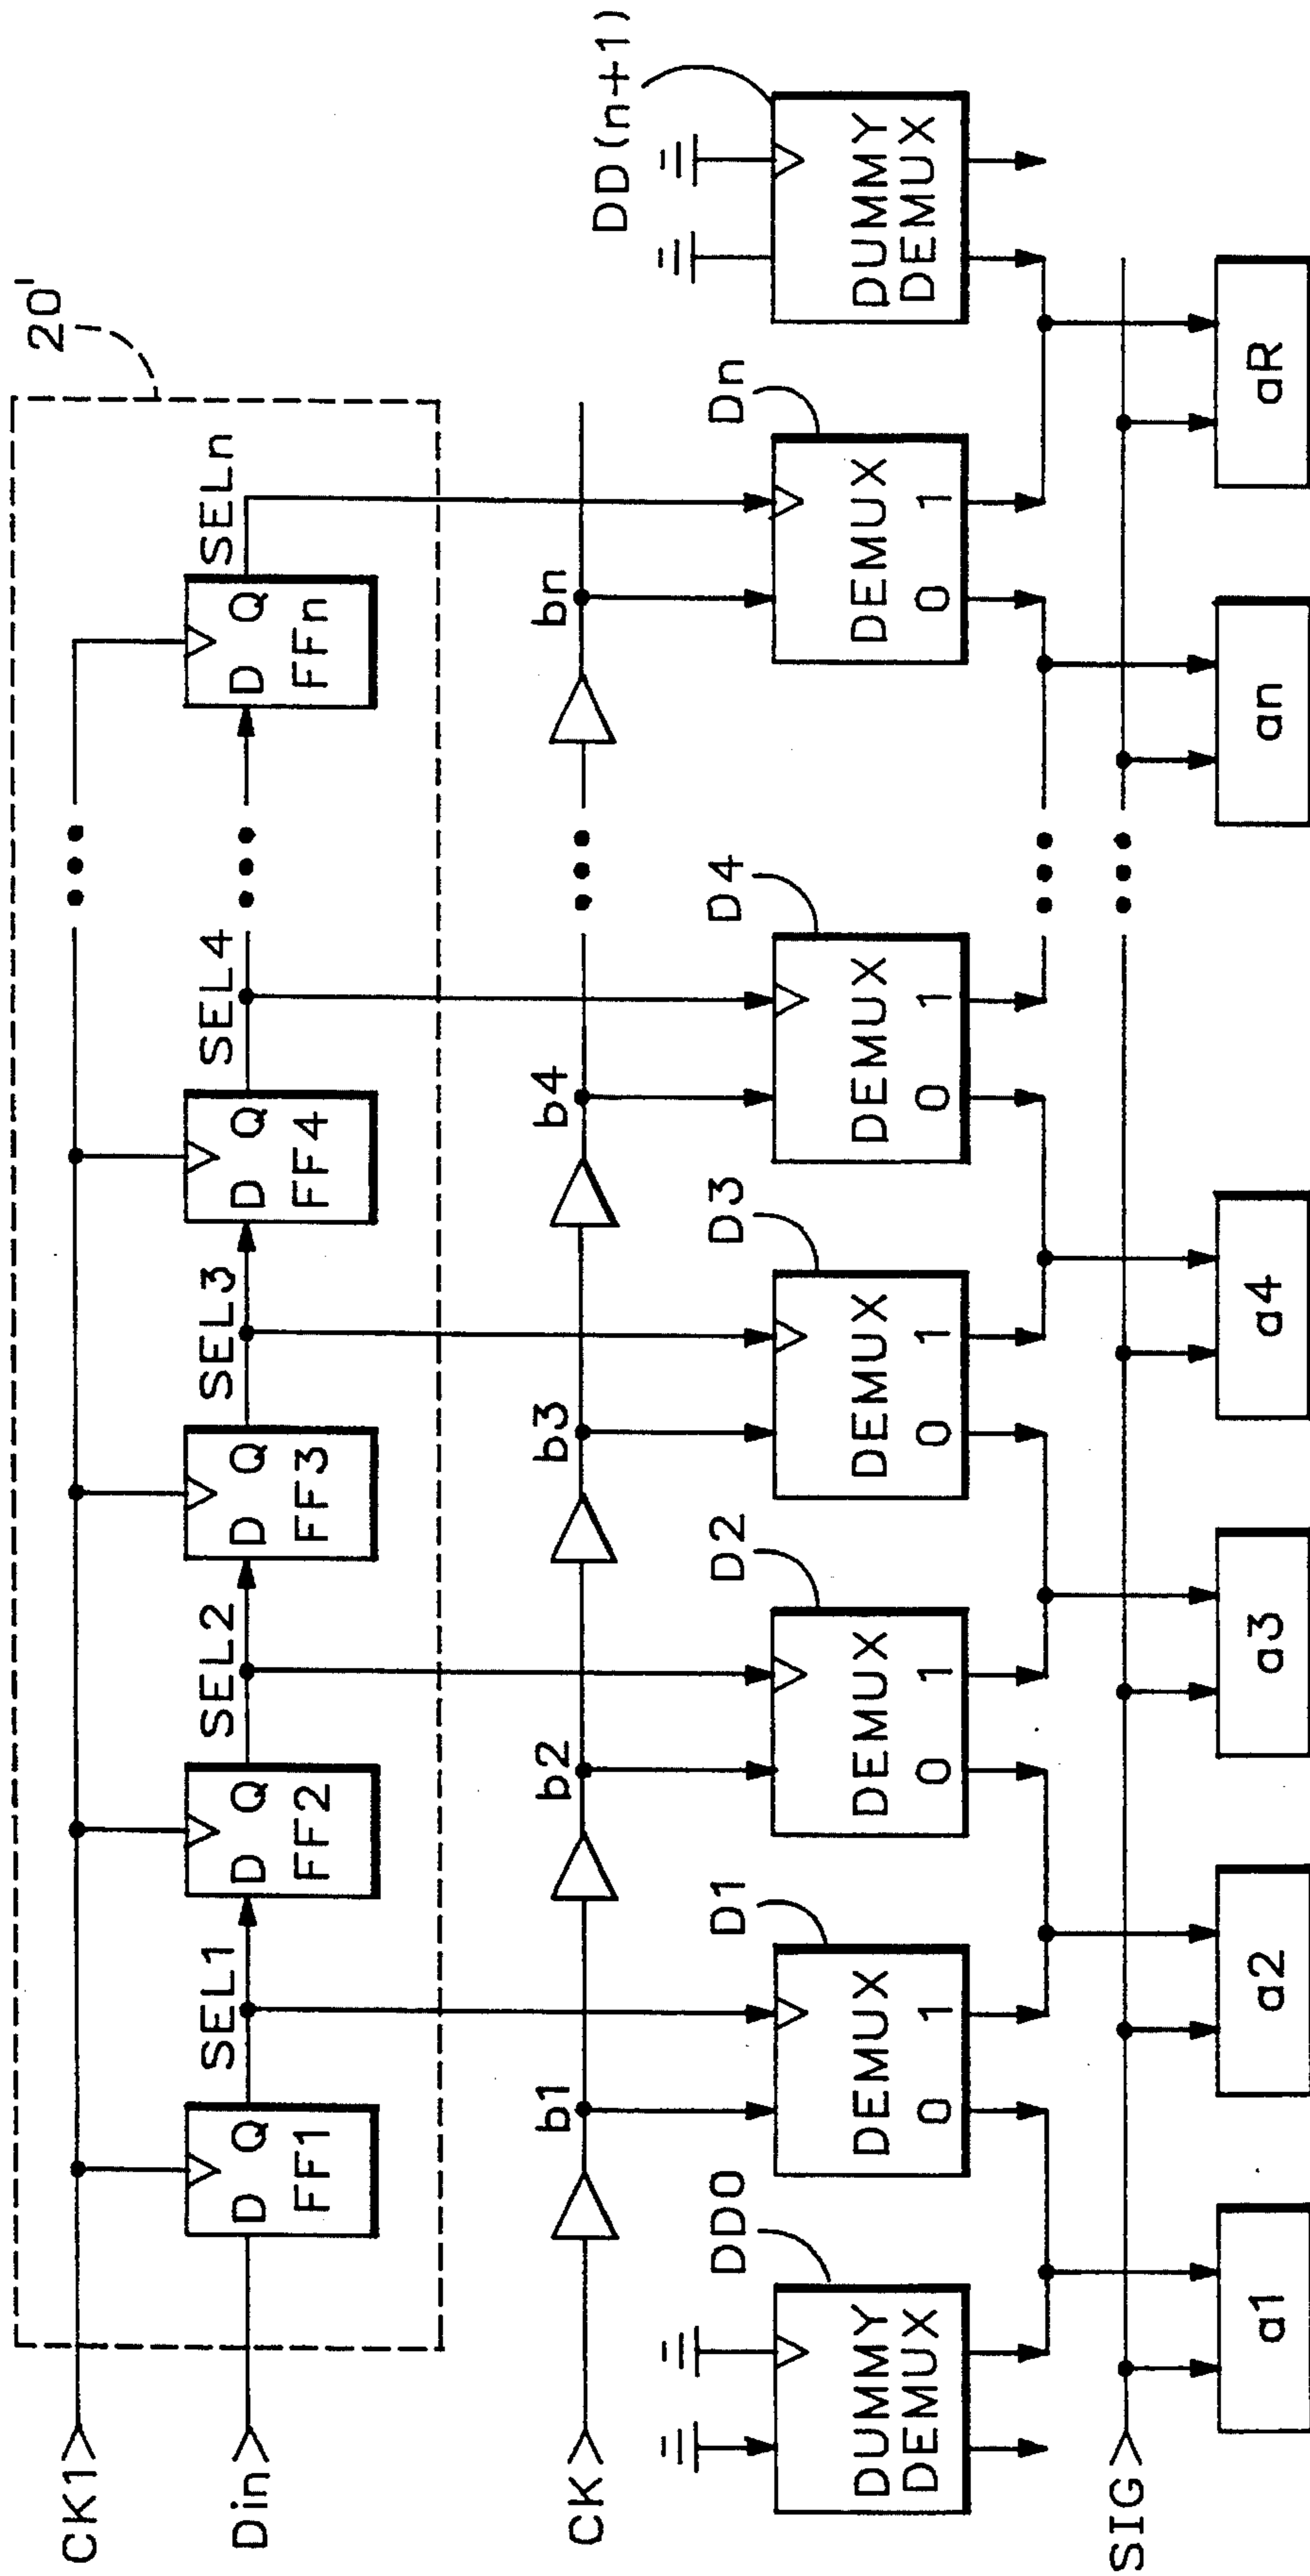 20'
CK1>
Din>
D Q
FF1
SEL1
D Q
FF2
SEL2
D Q
FF3
SEL3
D Q
FF4
SEL4
D Q
FFn
SELn
CK>
b1
b2
b3
b4
bn
DD0
D1
D2
D3
D4
Dn
DD(n+1)
DUMMY
DEMUX
DEMUX
0 1
DEMUX
0 1
DEMUX
0 1
DEMUX
0 1
DEMUX
0 1
DUMMY
DEMUX
SIG>
a1
a2
a3
a4
an
aR